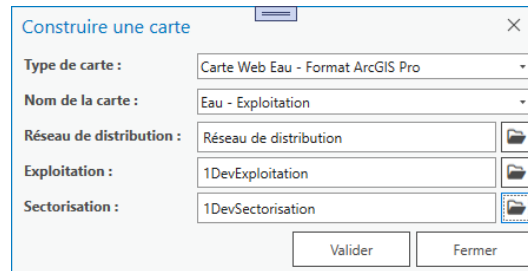 Construire une carte
Type de carte : Carte Web Eau - Format ArcGIS Pro
Nom de la carte : Eau - Exploitation
Réseau de distribution : Réseau de distribution
Exploitation : 1DevExploitation
Sectorisation : 1DevSectorisation
Valider Fermer